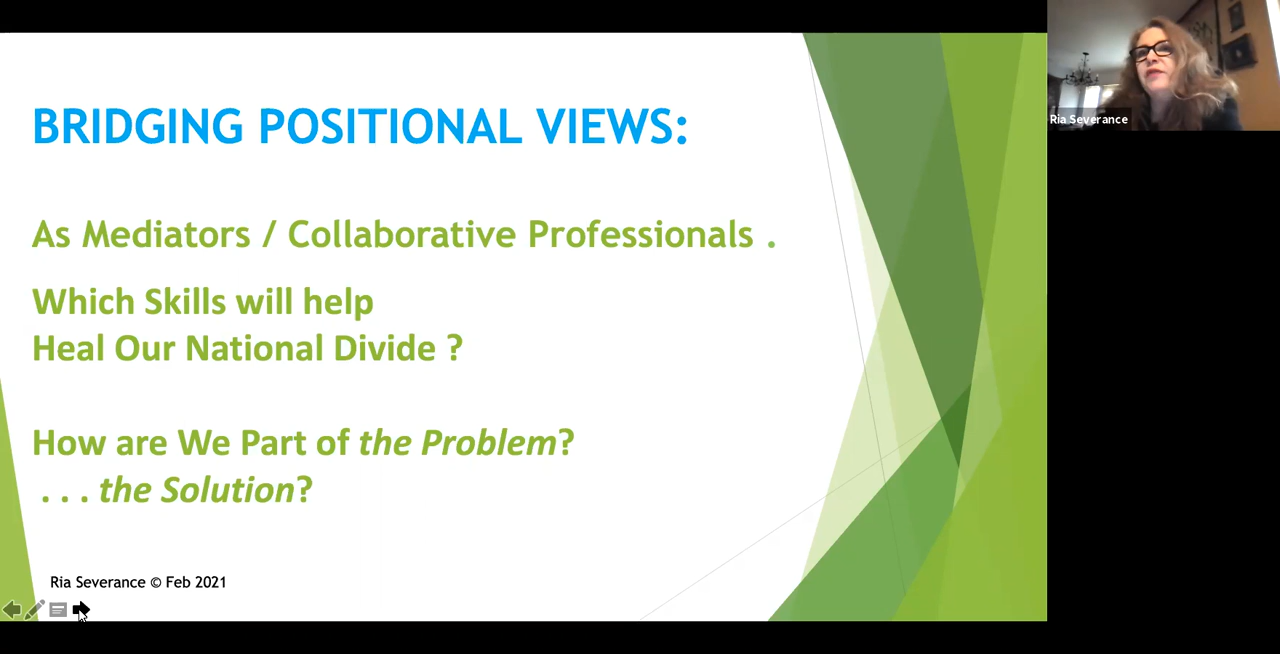 BRIDGING POSITIONAL VIEWS:
As Mediators / Collaborative Professionals .
Which Skills will help
Heal Our National Divide ?
How are We Part of the Problem?
. . . the Solution?
Ria Severance © Feb 2021
Ria Severance